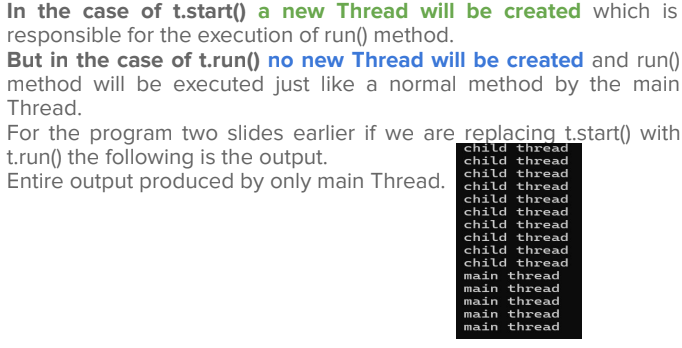 In the case of t.start() a new Thread will be created which is
responsible for the execution of run() method.
But in the case of t.run() no new Thread will be created and run()
method will be executed just like a normal method by the main
Thread.
For the program two slides earlier if we are replacing t.start() with
t.run() the following is the output.
Entire output produced by only main Thread.
child thread
child thread
child thread
child thread
child thread
child thread
child thread
child thread
child thread
child thread
main thread
main thread
main thread
main thread
main thread